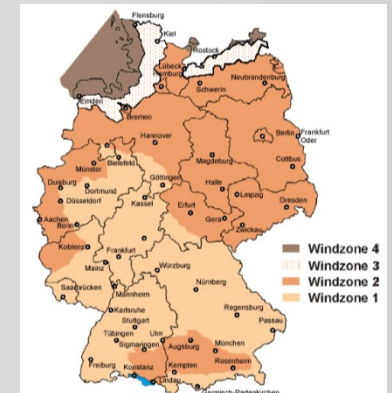 Flensburg
Kiel
Rostock
Lübeck
Hamburg
Schwerin
Neubrandenburg
Emden
Bremen
Hannover
Berlin
Frankfurt
Oder
Bielefeld
Magdeburg
Münster
Göttingen
Cottbus
Duisburg
Dortmund
Halle
Leipzig
Düsseldorf
Kassel
Erfurt
Dresden
Gera
Aachen
Bonn
Zwickau
Koblenz
Frankfurt
Mainz
Würzburg
Saarbrücken
Mannheim
Nürnberg
Karlsruhe
Regensburg
Stuttgart
Passau
Tübingen
Ulm
Augsburg
Sigmaringen
München
Freiburg
Konstanz
Kempten
Rosenheim
Lindau
Garmisch-Partenkirchen
Windzone 4
Windzone 3
Windzone 2
Windzone 1